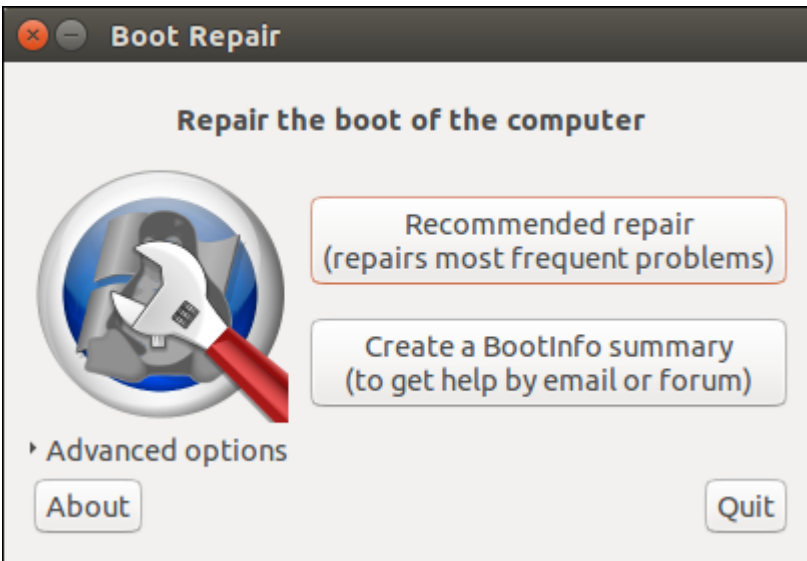 Boot Repair
Repair the boot of the computer
Recommended repair
(repairs most frequent problems)
Create a BootInfo summary
(to get help by email or forum)
Advanced options
About
Quit